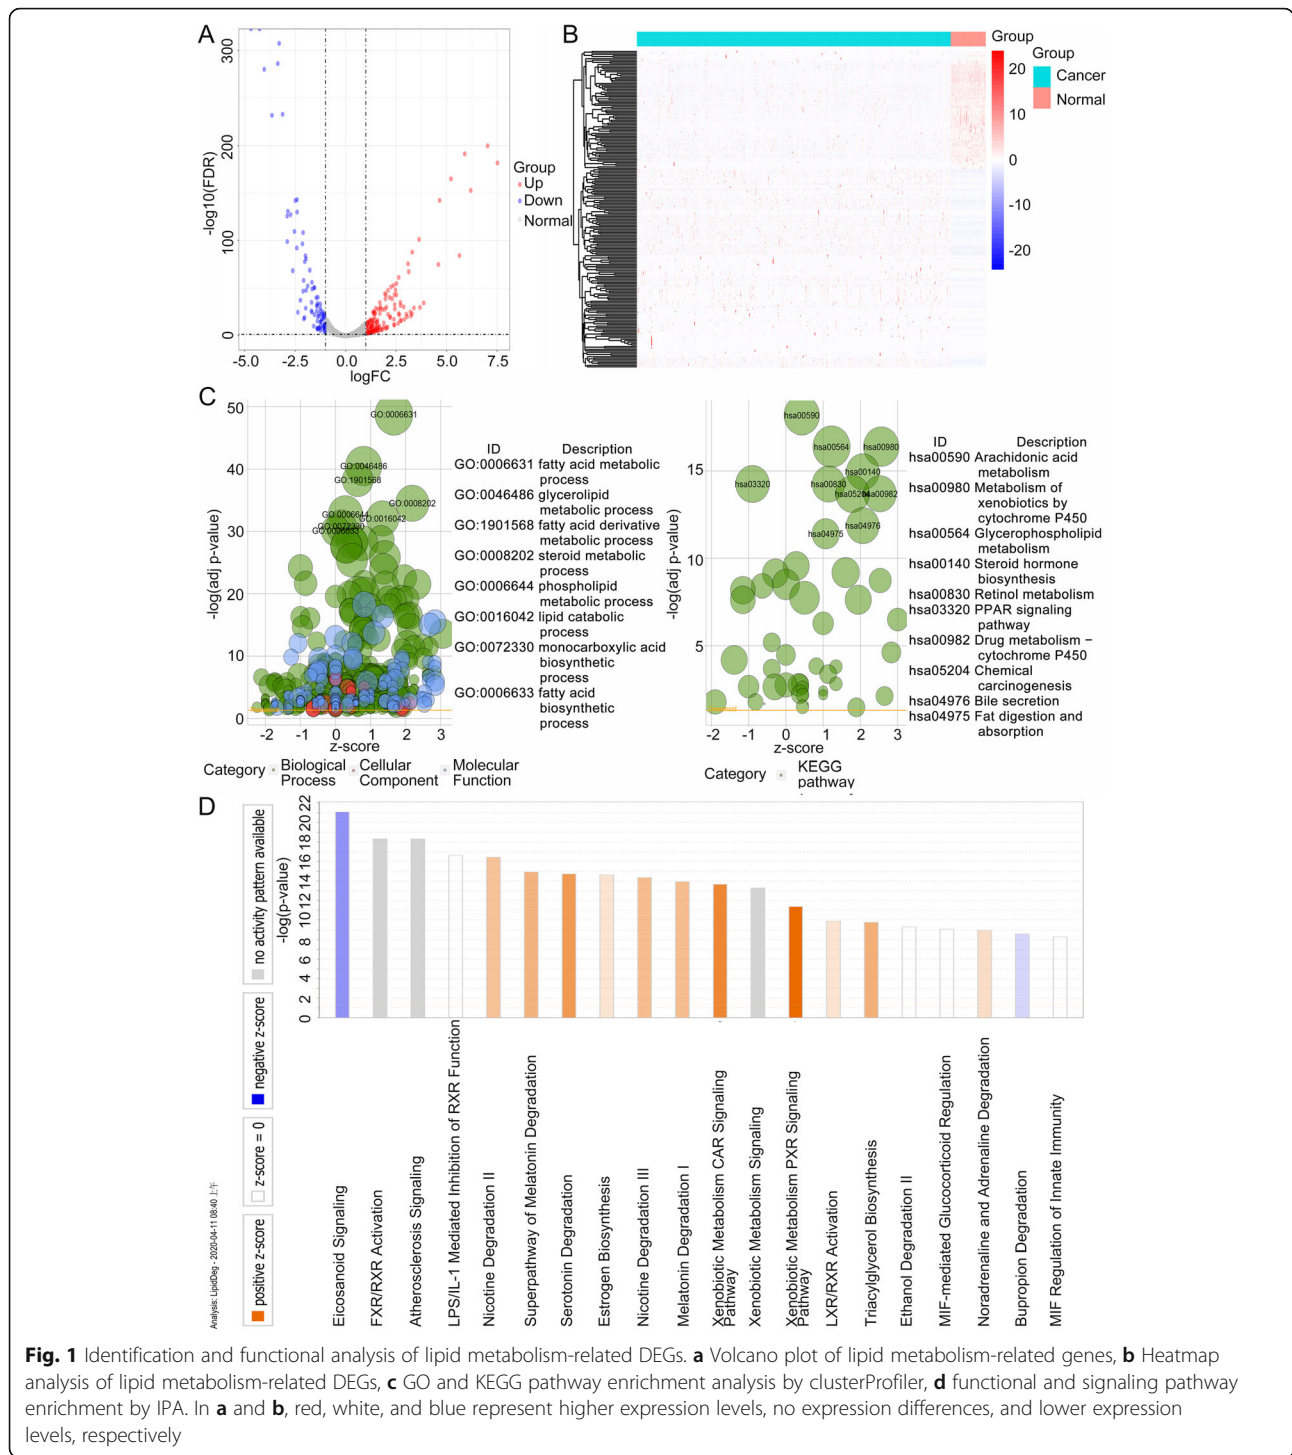 A
300
200
100
0
-log10(FDR)
-5.0 -2.5 0.0 2.5 5.0 7.5
logFC
Group
Up
Down
Normal
B
Group
20
10
0
-10
-20
Group
Cancer
Normal
C
50
40
30
20
10
0
-log(adj p-value)
GO:0006631
GO:0046486
GO:1901568
GO:0008202
GO:0006644
GO:0016042
GO:0072330
GO:0006633
-2 -1 0 1 2 3
z-score
ID Description
GO:0006631 fatty acid metabolic
process
GO:0046486 glycerolipid
metabolic process
GO:1901568 fatty acid derivative
metabolic process
GO:0008202 steroid metabolic
process
GO:0006644 phospholipid
metabolic process
GO:0016042 lipid catabolic
process
GO:0072330 monocarboxylic acid
biosynthetic
process
GO:0006633 fatty acid
biosynthetic
process
Category Biological
Process
Cellular
Component
Molecular
Function
15
10
5
-log(adj p-value)
hsa00590
hsa00564
hsa00980
hsa00140
hsa03320
hsa00830
hsa05204
hsa00982
hsa04976
hsa04975
-2 -1 0 1 2 3
z-score
ID Description
hsa00590 Arachidonic acid
metabolism
hsa00980 Metabolism of
xenobiotics by
cytochrome P450
hsa00564 Glycerophospholipid
metabolism
hsa00140 Steroid hormone
biosynthesis
hsa00830 Retinol metabolism
hsa03320 PPAR signaling
pathway
hsa00982 Drug metabolism −
cytochrome P450
hsa05204 Chemical
carcinogenesis
hsa04976 Bile secretion
hsa04975 Fat digestion and
absorption
Category KEGG
pathway
D
22
20
18
16
14
12
10
8
6
4
2
0
-log(p-value)
no activity pattern available
negative z-score
z-score = 0
positive z-score
Analysis: LipidDeg - 2020-04-11 08:40 上午
Eicosanoid Signaling
FXR/RXR Activation
Atherosclerosis Signaling
LPS/IL-1 Mediated Inhibition of RXR Function
Nicotine Degradation II
Superpathway of Melatonin Degradation
Serotonin Degradation
Estrogen Biosynthesis
Nicotine Degradation III
Melatonin Degradation I
Xenobiotic Metabolism CAR Signaling
Pathway
Xenobiotic Metabolism Signaling
Xenobiotic Metabolism PXR Signaling
Pathway
LXR/RXR Activation
Triacylglycerol Biosynthesis
Ethanol Degradation II
MIF-mediated Glucocorticoid Regulation
Noradrenaline and Adrenaline Degradation
Bupropion Degradation
MIF Regulation of Innate Immunity
Fig. 1 Identification and functional analysis of lipid metabolism-related DEGs. a Volcano plot of lipid metabolism-related genes, b Heatmap
analysis of lipid metabolism-related DEGs, c GO and KEGG pathway enrichment analysis by clusterProfiler, d functional and signaling pathway
enrichment by IPA. In a and b, red, white, and blue represent higher expression levels, no expression differences, and lower expression
levels, respectively